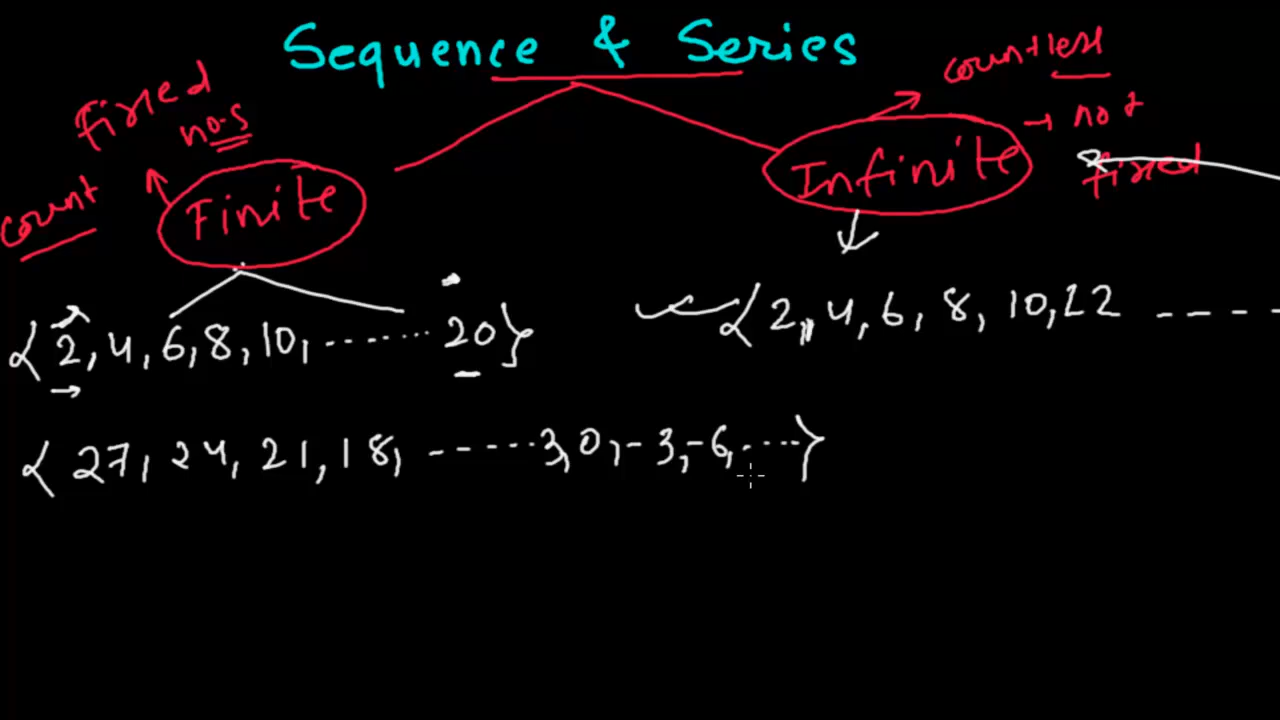 Sequence & Series
fixed no.s
count
Finite
countless
Infinite → not fixed
⟨2, 4, 6, 8, 10, ....... 20⟩
⟨2, 4, 6, 8, 10, 12 - - - -
⟨27, 24, 21, 18, ------ 3, 0, -3, -6, ....⟩